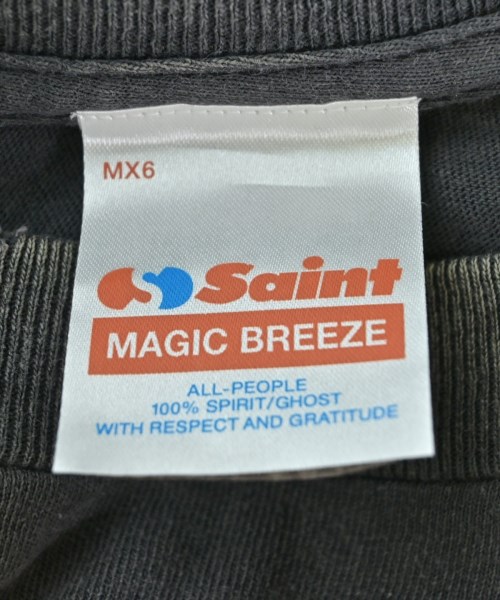 MX6
Saint
MAGIC BREEZE
ALL-PEOPLE
100% SPIRIT/GHOST
WITH RESPECT AND GRATITUDE